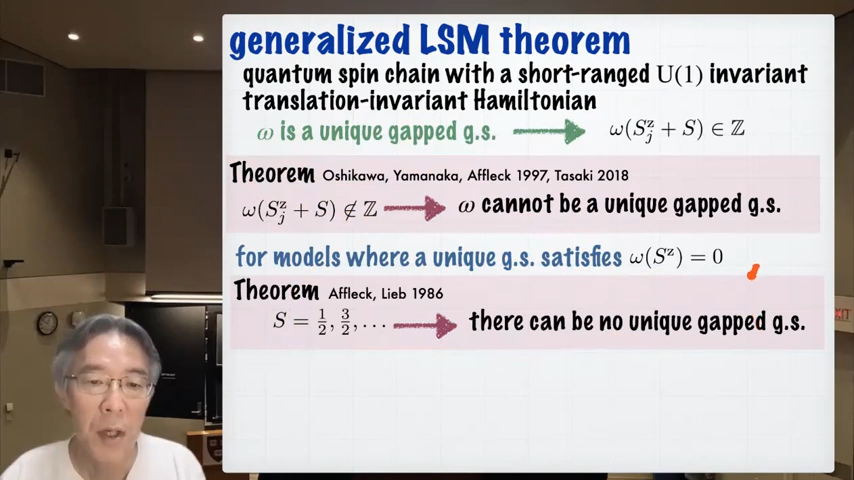 generalized LSM theorem
quantum spin chain with a short-ranged U(1) invariant
translation-invariant Hamiltonian
ω is a unique gapped g.s. → ω(S_j^z + S) ∈ ℤ
Theorem Oshikawa, Yamanaka, Affleck 1997, Tasaki 2018
ω(S_j^z + S) ∉ ℤ → ω cannot be a unique gapped g.s.
for models where a unique g.s. satisfies ω(S^z) = 0
Theorem Affleck, Lieb 1986
S = 1/2, 3/2, ... → there can be no unique gapped g.s.